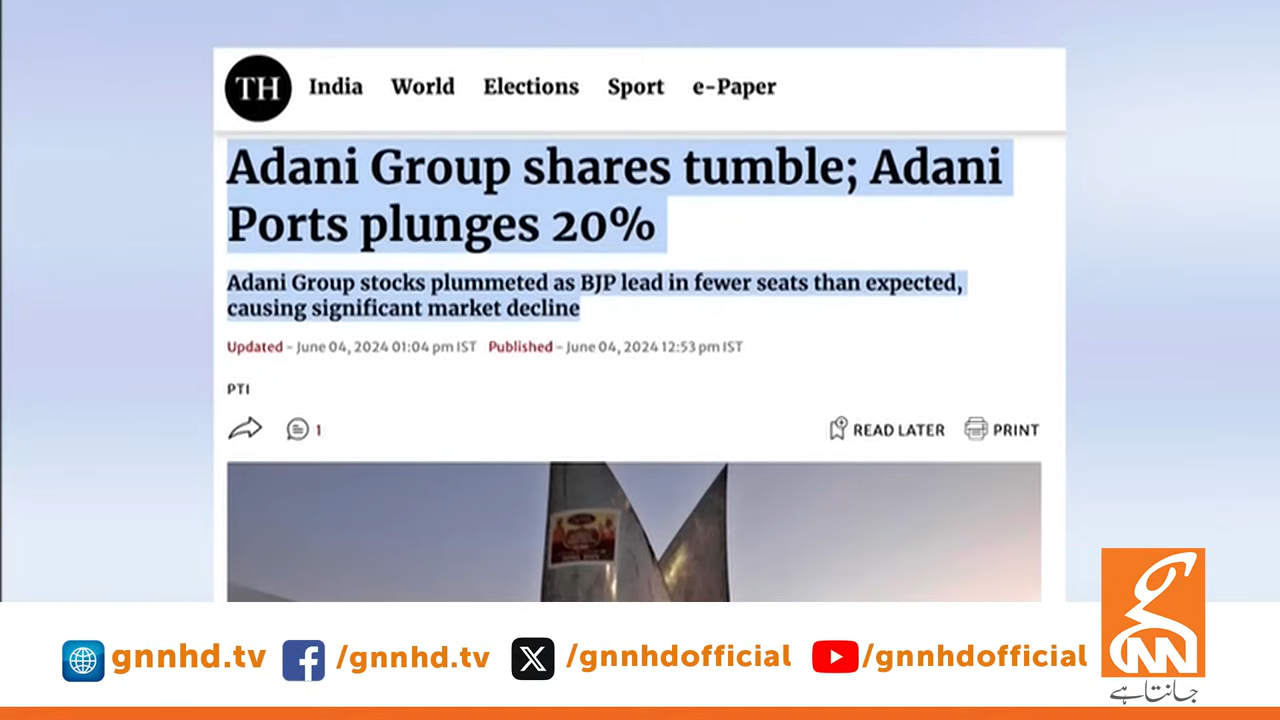 TH India World Elections Sport e-Paper
Adani Group shares tumble; Adani
Ports plunges 20%
Adani Group stocks plummeted as BJP lead in fewer seats than expected,
causing significant market decline
Updated - June 04, 2024 01:04 pm IST Published - June 04, 2024 12:53 pm IST
PTI
1 READ LATER PRINT
gnnhd.tv /gnnhd.tv /gnnhdofficial /gnnhdofficial
GNN
جانتا ہے